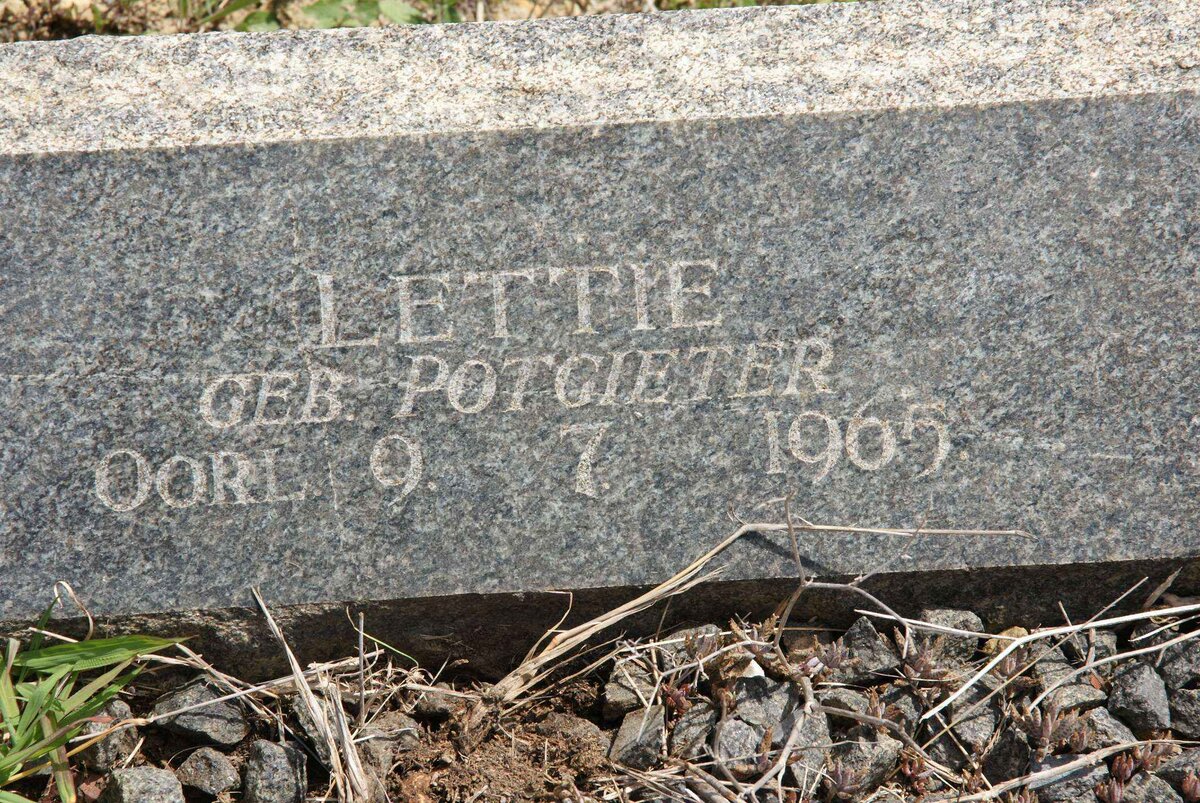 LETTIE
GEB. POTGIETER
OORL. 9. 7. 1965.